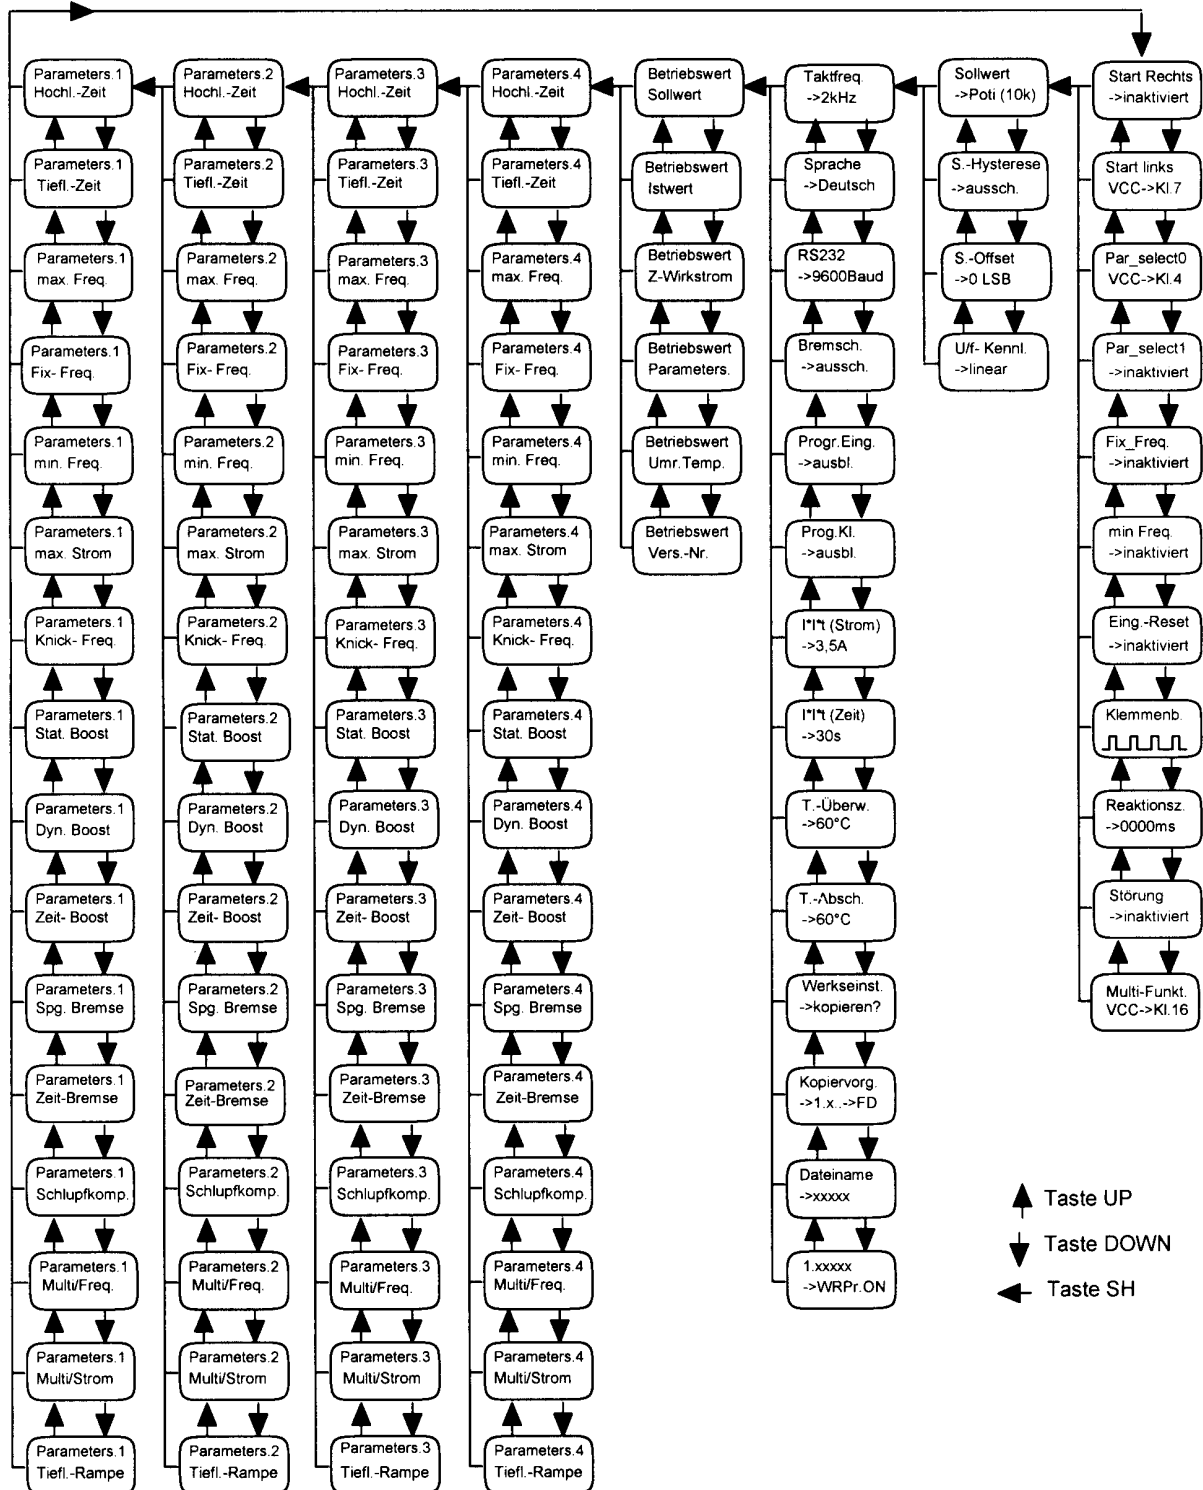 Parameters.1
Hochl.-Zeit
Parameters.1
Tiefl.-Zeit
Parameters.1
max. Freq.
Parameters.1
Fix- Freq.
Parameters.1
min. Freq.
Parameters.1
max. Strom
Parameters.1
Knick- Freq.
Parameters.1
Stat. Boost
Parameters.1
Dyn. Boost
Parameters.1
Zeit- Boost
Parameters.1
Spg. Bremse
Parameters.1
Zeit-Bremse
Parameters.1
Schlupfkomp.
Parameters.1
Multi/Freq.
Parameters.1
Multi/Strom
Parameters.1
Tiefl.-Rampe
Parameters.2
Hochl.-Zeit
Parameters.2
Tiefl.-Zeit
Parameters.2
max. Freq.
Parameters.2
Fix- Freq.
Parameters.2
min. Freq.
Parameters.2
max. Strom
Parameters.2
Knick- Freq.
Parameters.2
Stat. Boost
Parameters.2
Dyn. Boost
Parameters.2
Zeit- Boost
Parameters.2
Spg. Bremse
Parameters.2
Zeit-Bremse
Parameters.2
Schlupfkomp.
Parameters.2
Multi/Freq.
Parameters.2
Multi/Strom
Parameters.2
Tiefl.-Rampe
Parameters.3
Hochl.-Zeit
Parameters.3
Tiefl.-Zeit
Parameters.3
max. Freq.
Parameters.3
Fix- Freq.
Parameters.3
min. Freq.
Parameters.3
max. Strom
Parameters.3
Knick- Freq.
Parameters.3
Stat. Boost
Parameters.3
Dyn. Boost
Parameters.3
Zeit- Boost
Parameters.3
Spg. Bremse
Parameters.3
Zeit-Bremse
Parameters.3
Schlupfkomp.
Parameters.3
Multi/Freq.
Parameters.3
Multi/Strom
Parameters.3
Tiefl.-Rampe
Parameters.4
Hochl.-Zeit
Parameters.4
Tiefl.-Zeit
Parameters.4
max. Freq.
Parameters.4
Fix- Freq.
Parameters.4
min. Freq.
Parameters.4
max. Strom
Parameters.4
Knick- Freq.
Parameters.4
Stat. Boost
Parameters.4
Dyn. Boost
Parameters.4
Zeit- Boost
Parameters.4
Spg. Bremse
Parameters.4
Zeit-Bremse
Parameters.4
Schlupfkomp.
Parameters.4
Multi/Freq.
Parameters.4
Multi/Strom
Parameters.4
Tiefl.-Rampe
Betriebswert
Sollwert
Betriebswert
Istwert
Betriebswert
Z-Wirkstrom
Betriebswert
Parameters.
Betriebswert
Umr.Temp.
Betriebswert
Vers.-Nr.
Taktfreq.
->2kHz
Sprache
->Deutsch
RS232
->9600Baud
Bremsch.
->aussch.
Progr.Eing.
->ausbl.
Prog.Kl.
->ausbl.
I*I*t (Strom)
->3,5A
I*I*t (Zeit)
->30s
T.-Überw.
->60°C
T.-Absch.
->60°C
Werkseinst.
->kopieren?
Kopiervorg.
->1.x..->FD
Dateiname
->xxxxx
1.xxxxx
->WRPr.ON
Sollwert
->Poti (10k)
S.-Hysterese
->aussch.
S.-Offset
->0 LSB
U/f- Kennl.
->linear
Start Rechts
->inaktiviert
Start links
VCC->Kl.7
Par_select0
VCC->Kl.4
Par_select1
->inaktiviert
Fix_Freq.
->inaktiviert
min Freq.
->inaktiviert
Eing.-Reset
->inaktiviert
Klemmenb.
Reaktionsz.
->0000ms
Störung
->inaktiviert
Multi-Funkt.
VCC->Kl.16
Taste UP
Taste DOWN
Taste SH